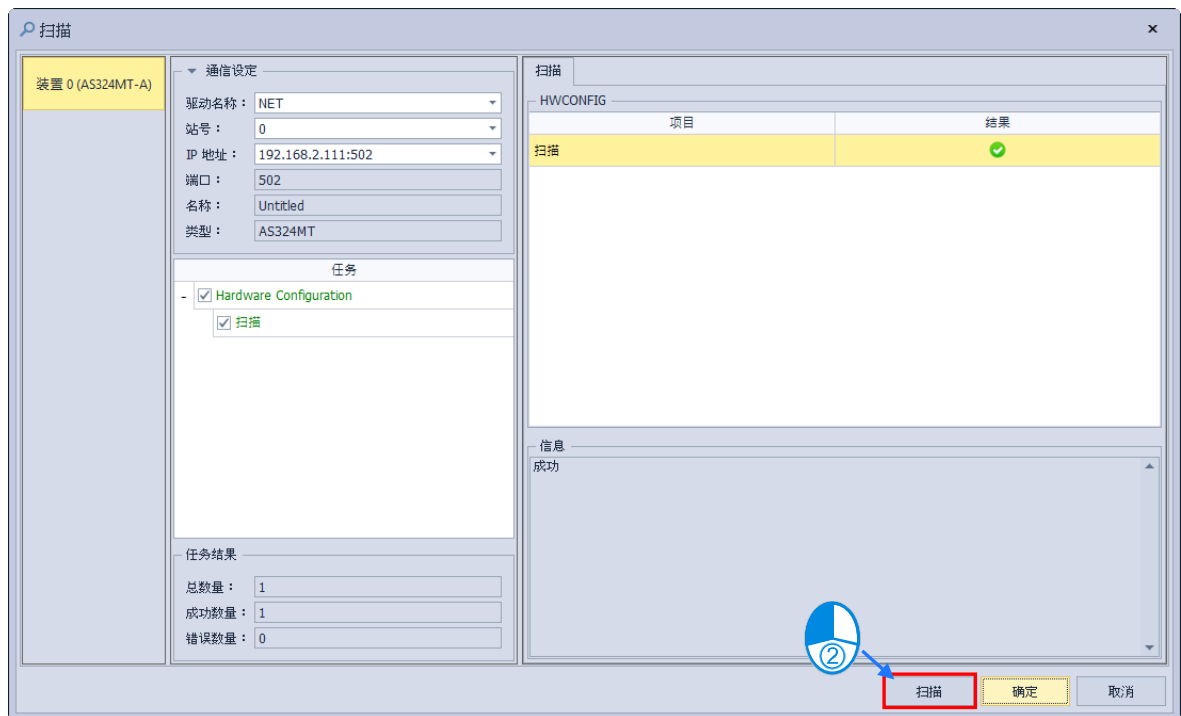 扫描
×
装置 0 (AS324MT-A)
通信设定
驱动名称： NET
站号： 0
IP 地址： 192.168.2.111:502
端口： 502
名称： Untitled
类型： AS324MT
任务
- Hardware Configuration
扫描
任务结果
总数量： 1
成功数量： 1
错误数量： 0
扫描
HWCONFIG
项目 结果
扫描
信息
成功
②
扫描 确定 取消